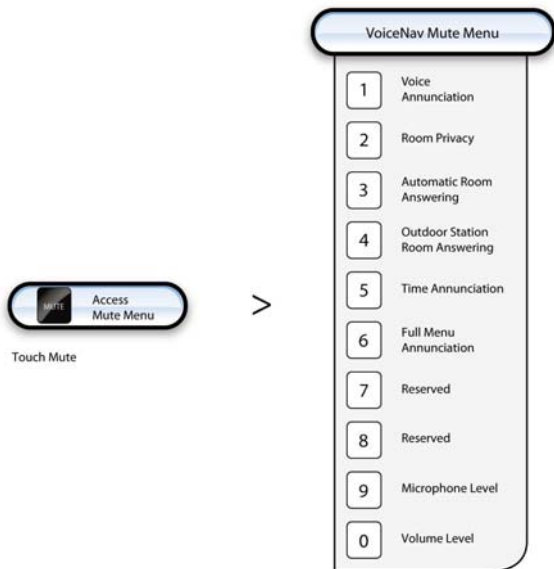 VoiceNav Mute Menu
1
Voice
Annunciation
2
Room Privacy
3
Automatic Room
Answering
4
Outdoor Station
Room Answering
MUTE
Access
Mute Menu
>
5
Time Annunciation
Touch Mute
6
Full Menu
Annunciation
7
Reserved
8
Reserved
9
Microphone Level
0
Volume Level